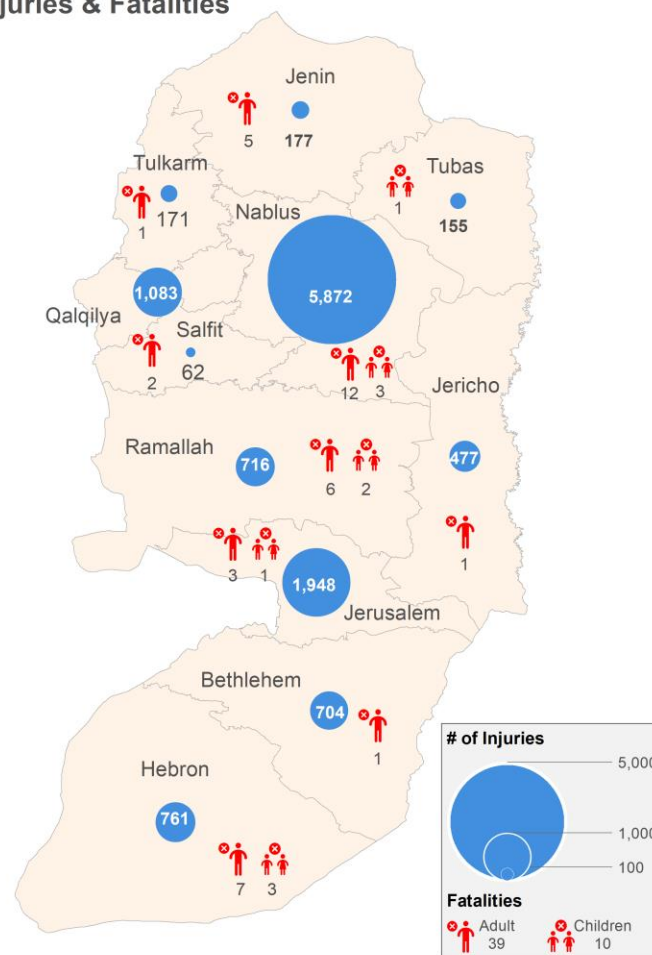 juries & Fatalities
Jenin
5
177
Tulkarm
1
171
Tubas
1
155
Nablus
5,872
12
3
1,083
Qalqilya
Salfit
2
62
Jericho
477
1
Ramallah
716
6
2
3
1
1,948
Jerusalem
Bethlehem
704
1
Hebron
761
7
3
# of Injuries
5,000
1,000
100
Fatalities
Adult
39
Children
10